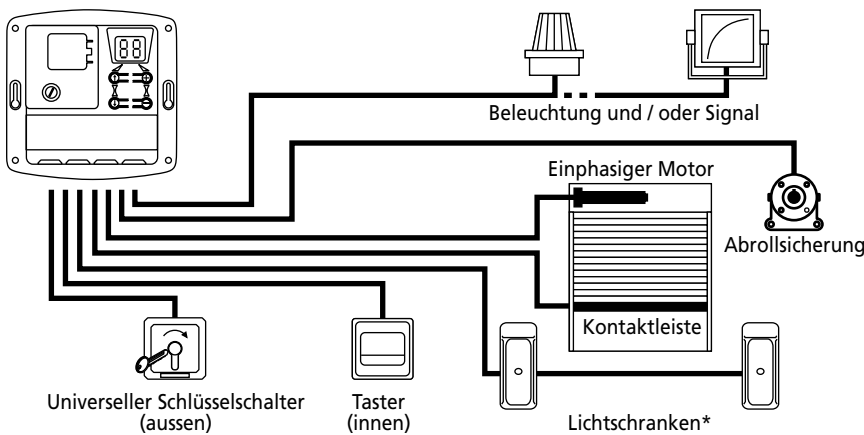 88
Beleuchtung und / oder Signal
Einphasiger Motor
Abrollsicherung
Kontaktleiste
Universeller Schlüsselschalter
(aussen)
Taster
(innen)
Lichtschranken*